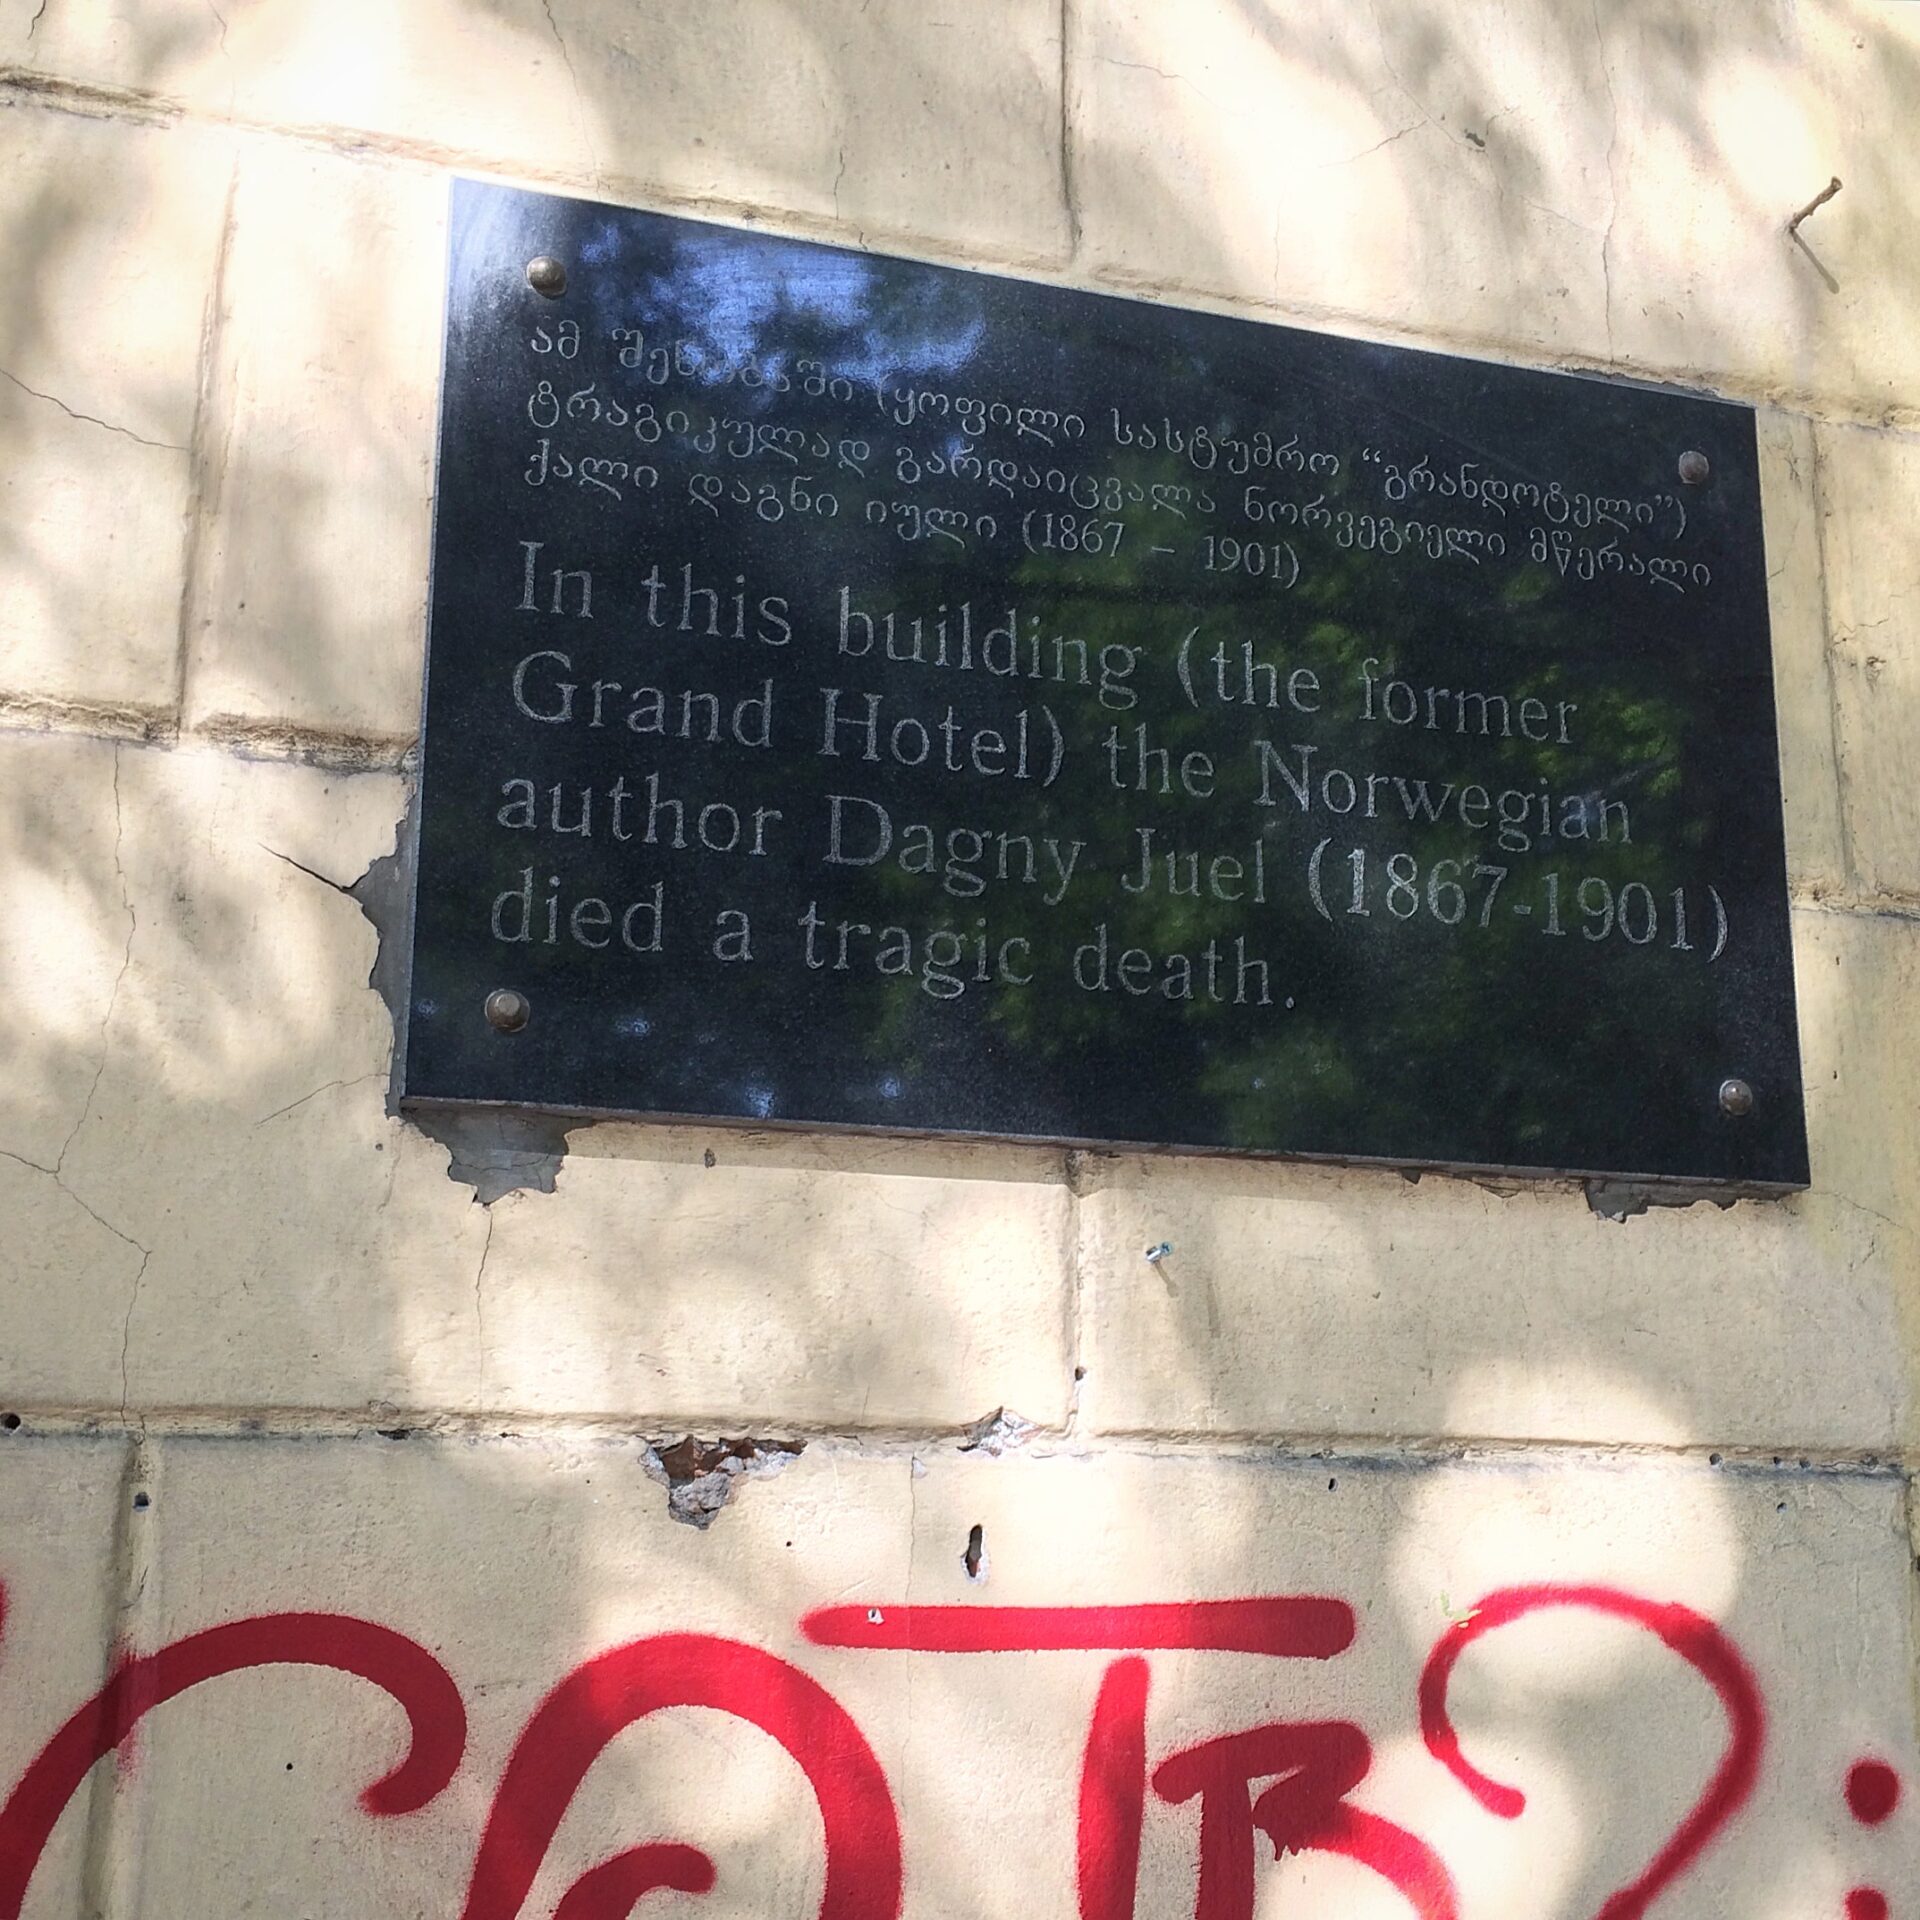 ამ შენობაში (ყოფილი სასტუმრო “გრანდოტელი”)
ტრაგიკულად გარდაიცვალა ნორვეგიელი მწერალი
ქალი დაგნი იული (1867 – 1901)
In this building (the former
Grand Hotel) the Norwegian
author Dagny Juel (1867-1901)
died a tragic death.